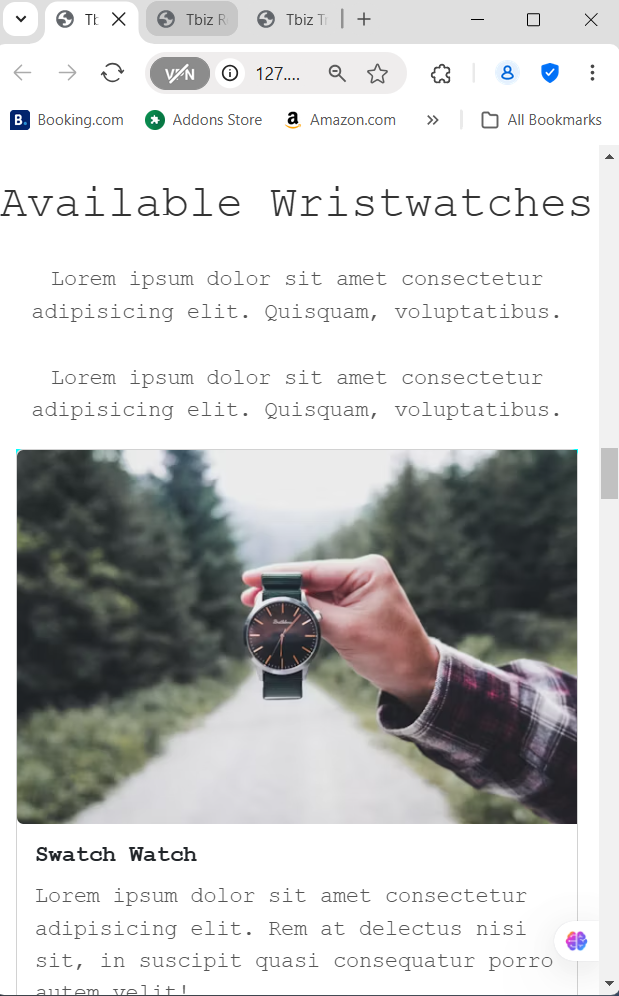 Tb
Tbiz R
Tbiz Tr
VPN
127....
B.
Booking.com
Addons Store
a
Amazon.com
All Bookmarks
Available Wristwatches
Lorem ipsum dolor sit amet consectetur
adipisicing elit. Quisquam, voluptatibus.
Lorem ipsum dolor sit amet consectetur
adipisicing elit. Quisquam, voluptatibus.
Swatch Watch
Lorem ipsum dolor sit amet consectetur
adipisicing elit. Rem at delectus nisi
sit, in suscipit quasi consequatur porro
autem velit!